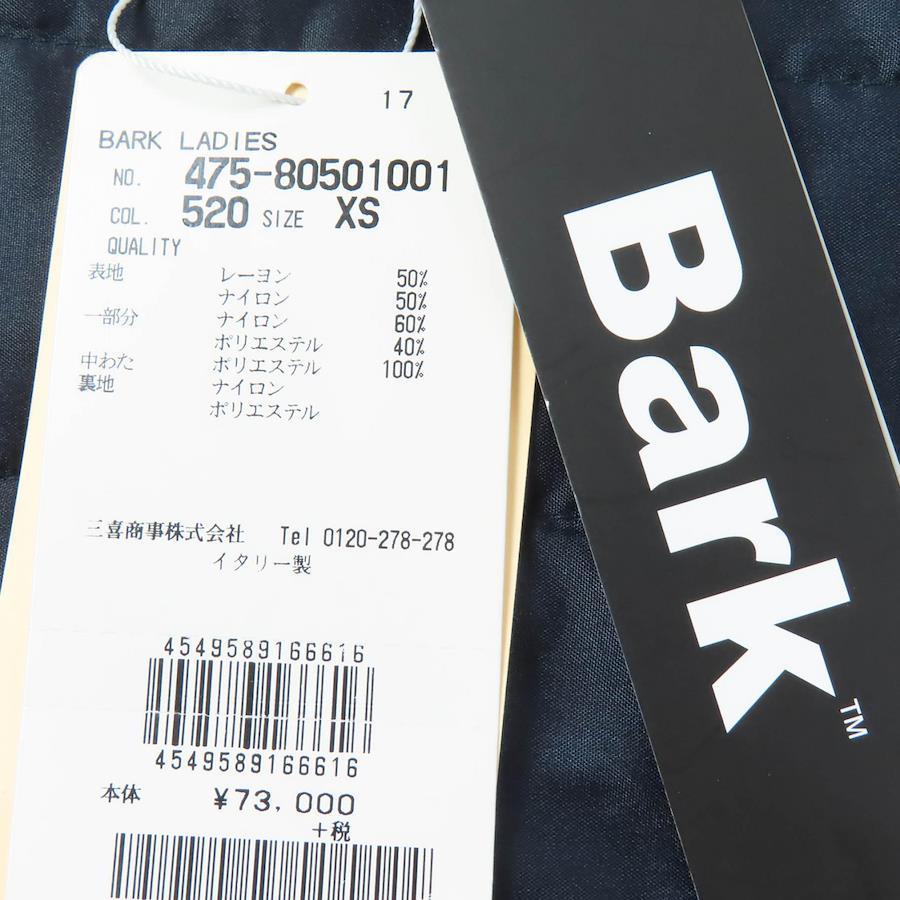 17
BARK LADIES
NO. 475-80501001
COL. 520 SIZE XS
QUALITY
表地 レーヨン 50%
ナイロン 50%
一部分 ナイロン 60%
ポリエステル 40%
中わた ポリエステル 100%
裏地 ナイロン
ポリエステル
三喜商事株式会社 Tel 0120-278-278
イタリー製
4549589166616
4549589166616
本体 ¥73,000
+税
Bark™